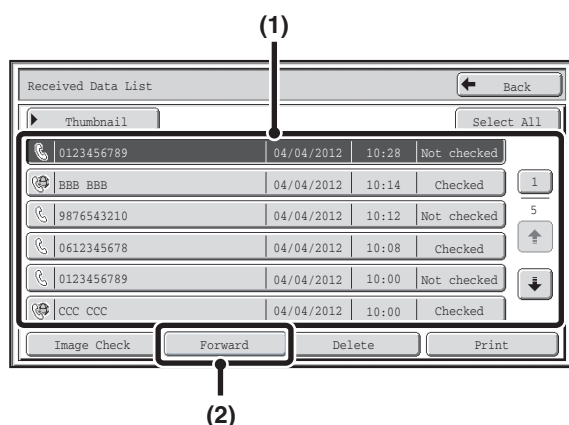 (1)
Received Data List Back
Thumbnail Select All
0123456789 04/04/2012 10:28 Not checked
BBB BBB 04/04/2012 10:14 Checked 1
9876543210 04/04/2012 10:12 Not checked 5
0612345678 04/04/2012 10:08 Checked
0123456789 04/04/2012 10:00 Not checked
CCC CCC 04/04/2012 10:00 Checked
Image Check Forward Delete Print
(2)